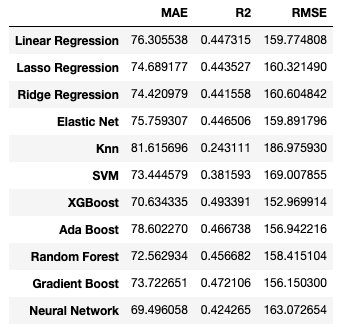 MAE R2 RMSE
Linear Regression 76.305538 0.447315 159.774808
Lasso Regression 74.689177 0.443527 160.321490
Ridge Regression 74.420979 0.441558 160.604842
Elastic Net 75.759307 0.446506 159.891796
Knn 81.615696 0.243111 186.975930
SVM 73.444579 0.381593 169.007855
XGBoost 70.634335 0.493391 152.969914
Ada Boost 78.602270 0.466738 156.942216
Random Forest 72.562934 0.456682 158.415104
Gradient Boost 73.722651 0.472106 156.150300
Neural Network 69.496058 0.424265 163.072654